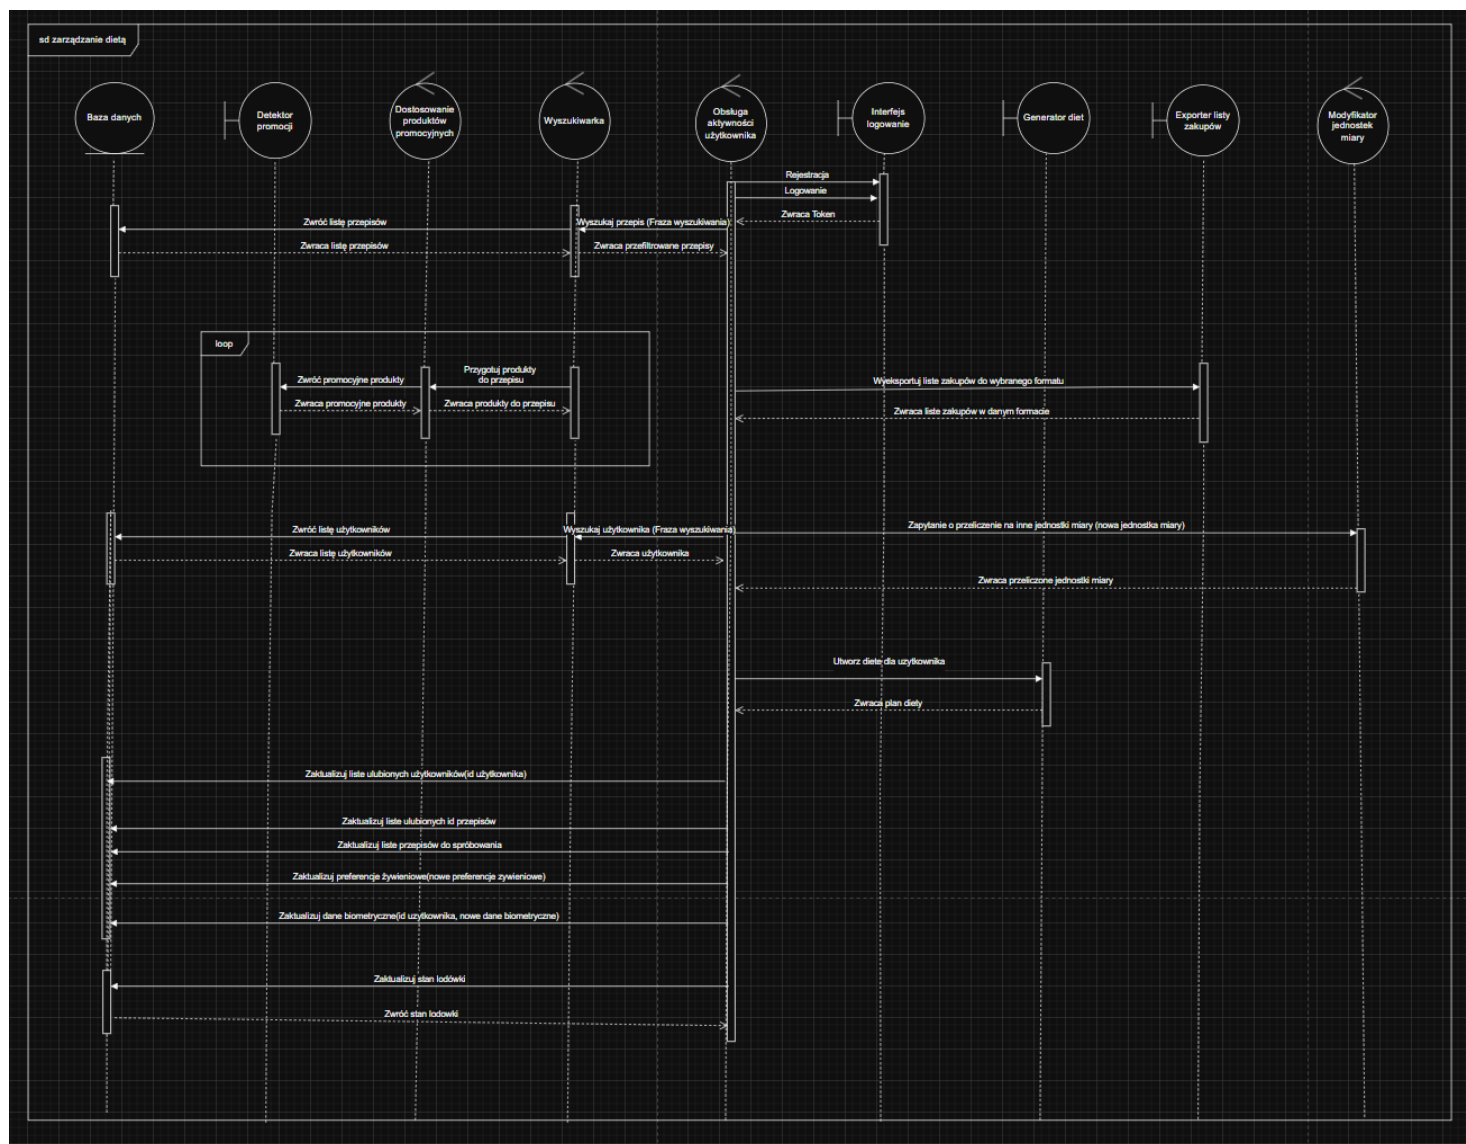 sd zarządzanie dietą
Baza danych
Detektor
promocji
Dostosowanie
produktów
promocyjnych
Wyszukiwarka
Obsługa
aktywności
użytkownika
Interfejs
logowanie
Generator diet
Exporter listy
zakupów
Modyfikator
jednostek
miary
Rejestracja
Logowanie
Zwraca Token
Zwróć listę przepisów
Wyszukaj przepis (Fraza wyszukiwania)
Zwraca listę przepisów
Zwraca przefiltrowane przepisy
loop
Zwróć promocyjne produkty
Przygotuj produkty
do przepisu
Zwraca promocyjne produkty
Zwraca produkty do przepisu
Wyeksportuj liste zakupów do wybranego formatu
Zwraca liste zakupów w danym formacie
Zwróć listę użytkowników
Wyszukaj użytkownika (Fraza wyszukiwania)
Zapytanie o przeliczenie na inne jednostki miary (nowa jednostka miary)
Zwraca listę użytkowników
Zwraca użytkownika
Zwraca przeliczone jednostki miary
Utworz diete dla uzytkownika
Zwraca plan diety
Zaktualizuj liste ulubionych użytkowników(id użytkownika)
Zaktualizuj liste ulubionych id przepisów
Zaktualizuj liste przepisów do spróbowania
Zaktualizuj preferencje żywieniowe(nowe preferencje zywieniowe)
Zaktualizuj dane biometryczne(id uzytkownika, nowe dane biometryczne)
Zaktualizuj stan lodówki
Zwróć stan lodowki